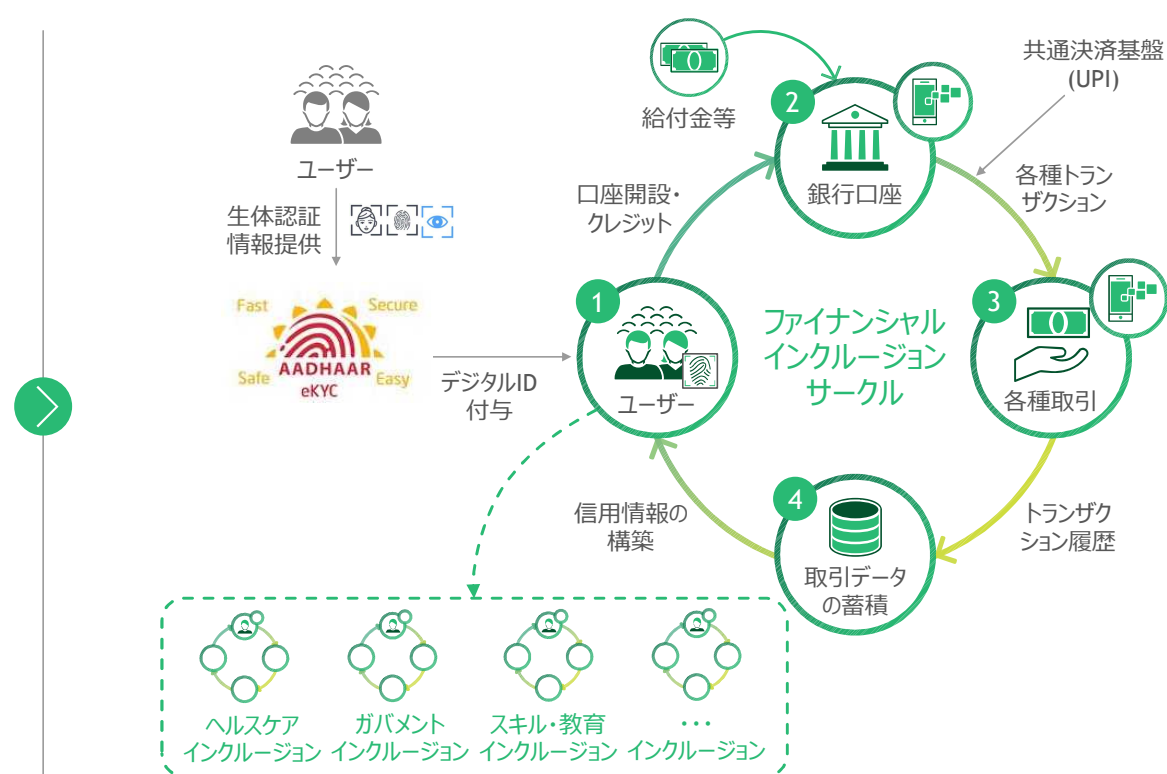 ユーザー
生体認証
情報提供
Fast
Secure
AADHAAR
Safe
Easy
eKYC
デジタルID
付与
給付金等
共通決済基盤
(UPI)
2
銀行口座
口座開設・
クレジット
各種トラン
ザクション
1
ユーザー
ファイナンシャル
インクルージョン
サークル
3
各種取引
信用情報の
構築
4
取引データ
の蓄積
トランザク
ション履歴
ヘルスケア
インクルージョン
ガバメント
インクルージョン
スキル・教育
インクルージョン
・・・
インクルージョン